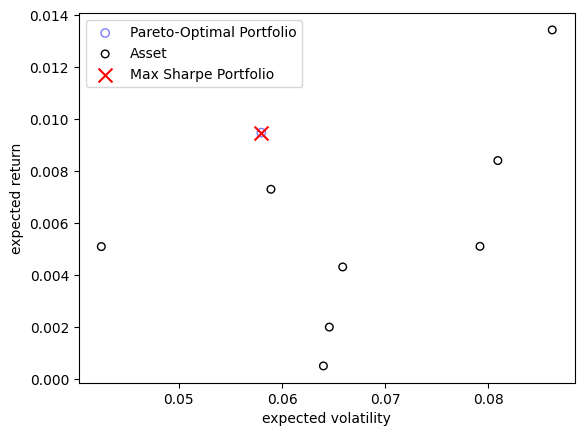 Pareto-Optimal Portfolio
Asset
Max Sharpe Portfolio
0.014
0.012
0.010
0.008
0.006
0.004
0.002
0.000
expected return
0.05 0.06 0.07 0.08
expected volatility